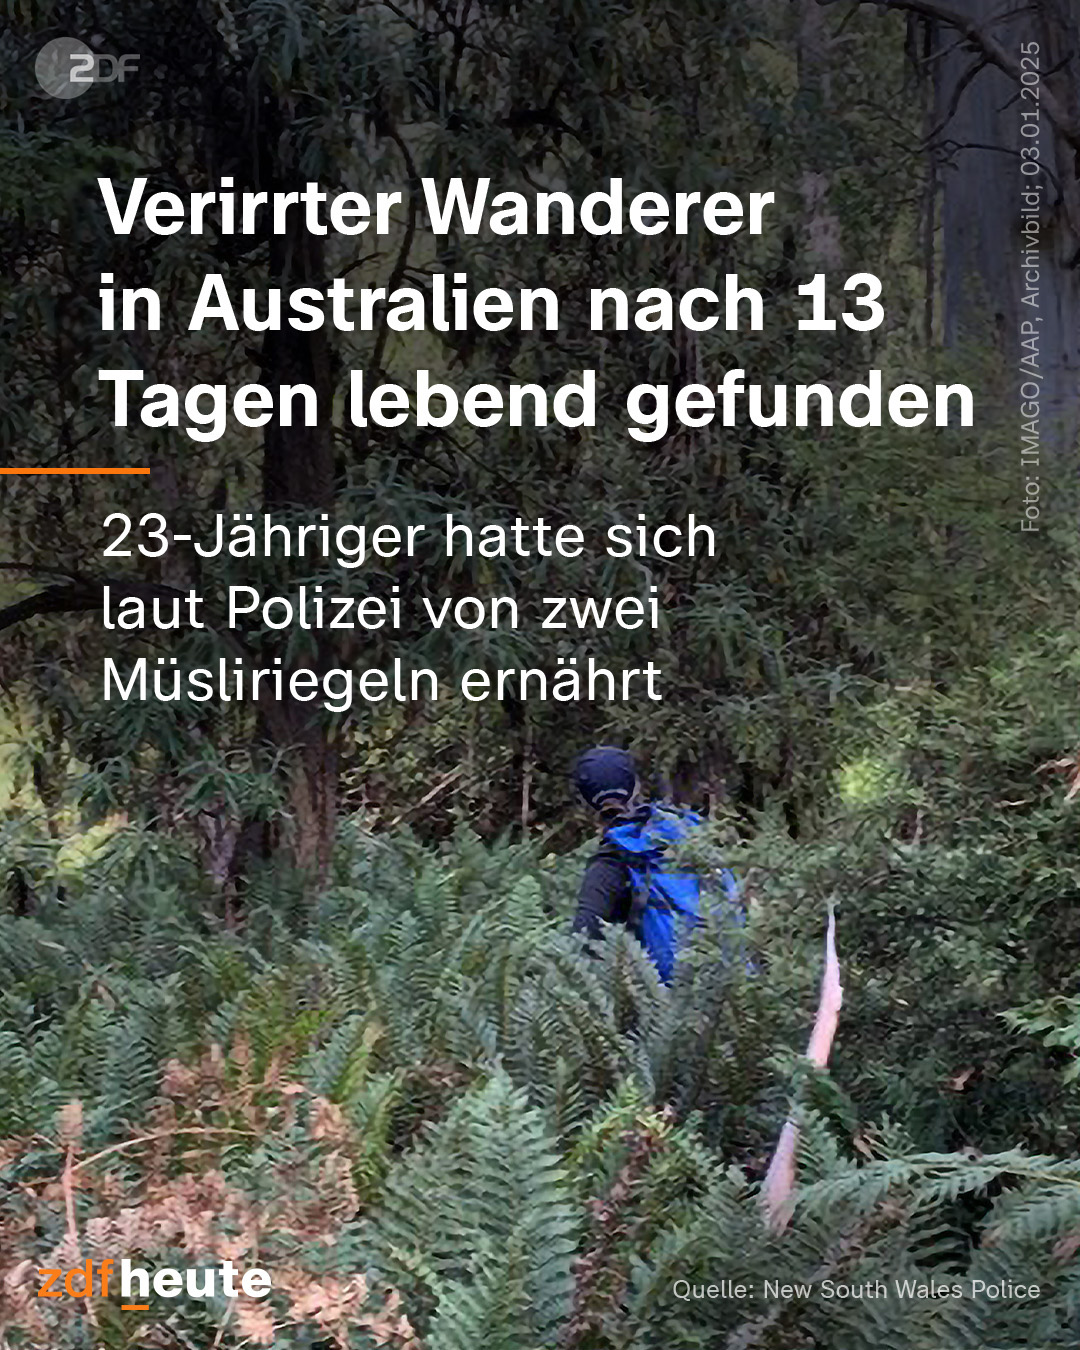 ZDF
Verirrter Wanderer
in Australien nach 13
Tagen lebend gefunden
23-Jähriger hatte sich
laut Polizei von zwei
Müsliriegeln ernährt
Foto: IMAGO/AAP, Archivbild; 03.01.2025
zdfheute
Quelle: New South Wales Police